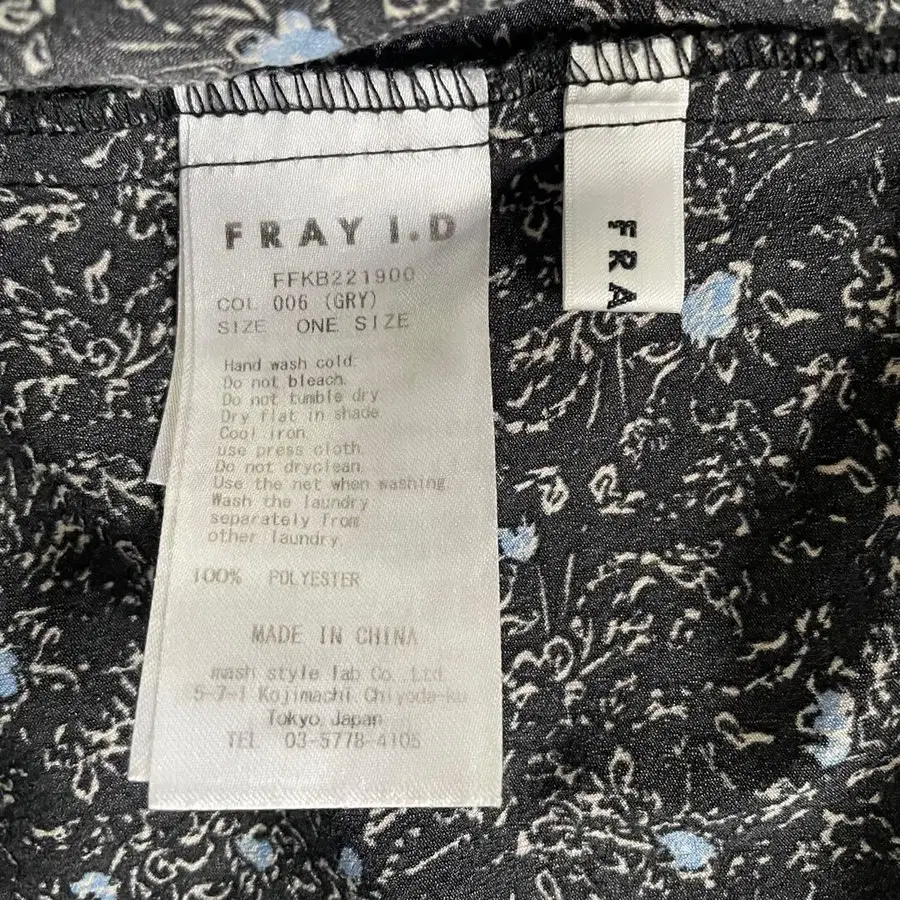 FRAY I.D
FFKB221900
COL 006 (GRY)
SIZE ONE SIZE
Hand wash cold.
Do not bleach.
Do not tumble dry
Dry flat in shade
Cool iron
use press cloth
Do not dryclean
Use the net when washing.
Wash the laundry
separately from
other laundry.
100% POLYESTER
MADE IN CHINA
mash style lab Co.,Ltd.
5-7-1 Kojimachi Chiyoda-ku
Tokyo Japan
TEL 03-5778-4105
FRA